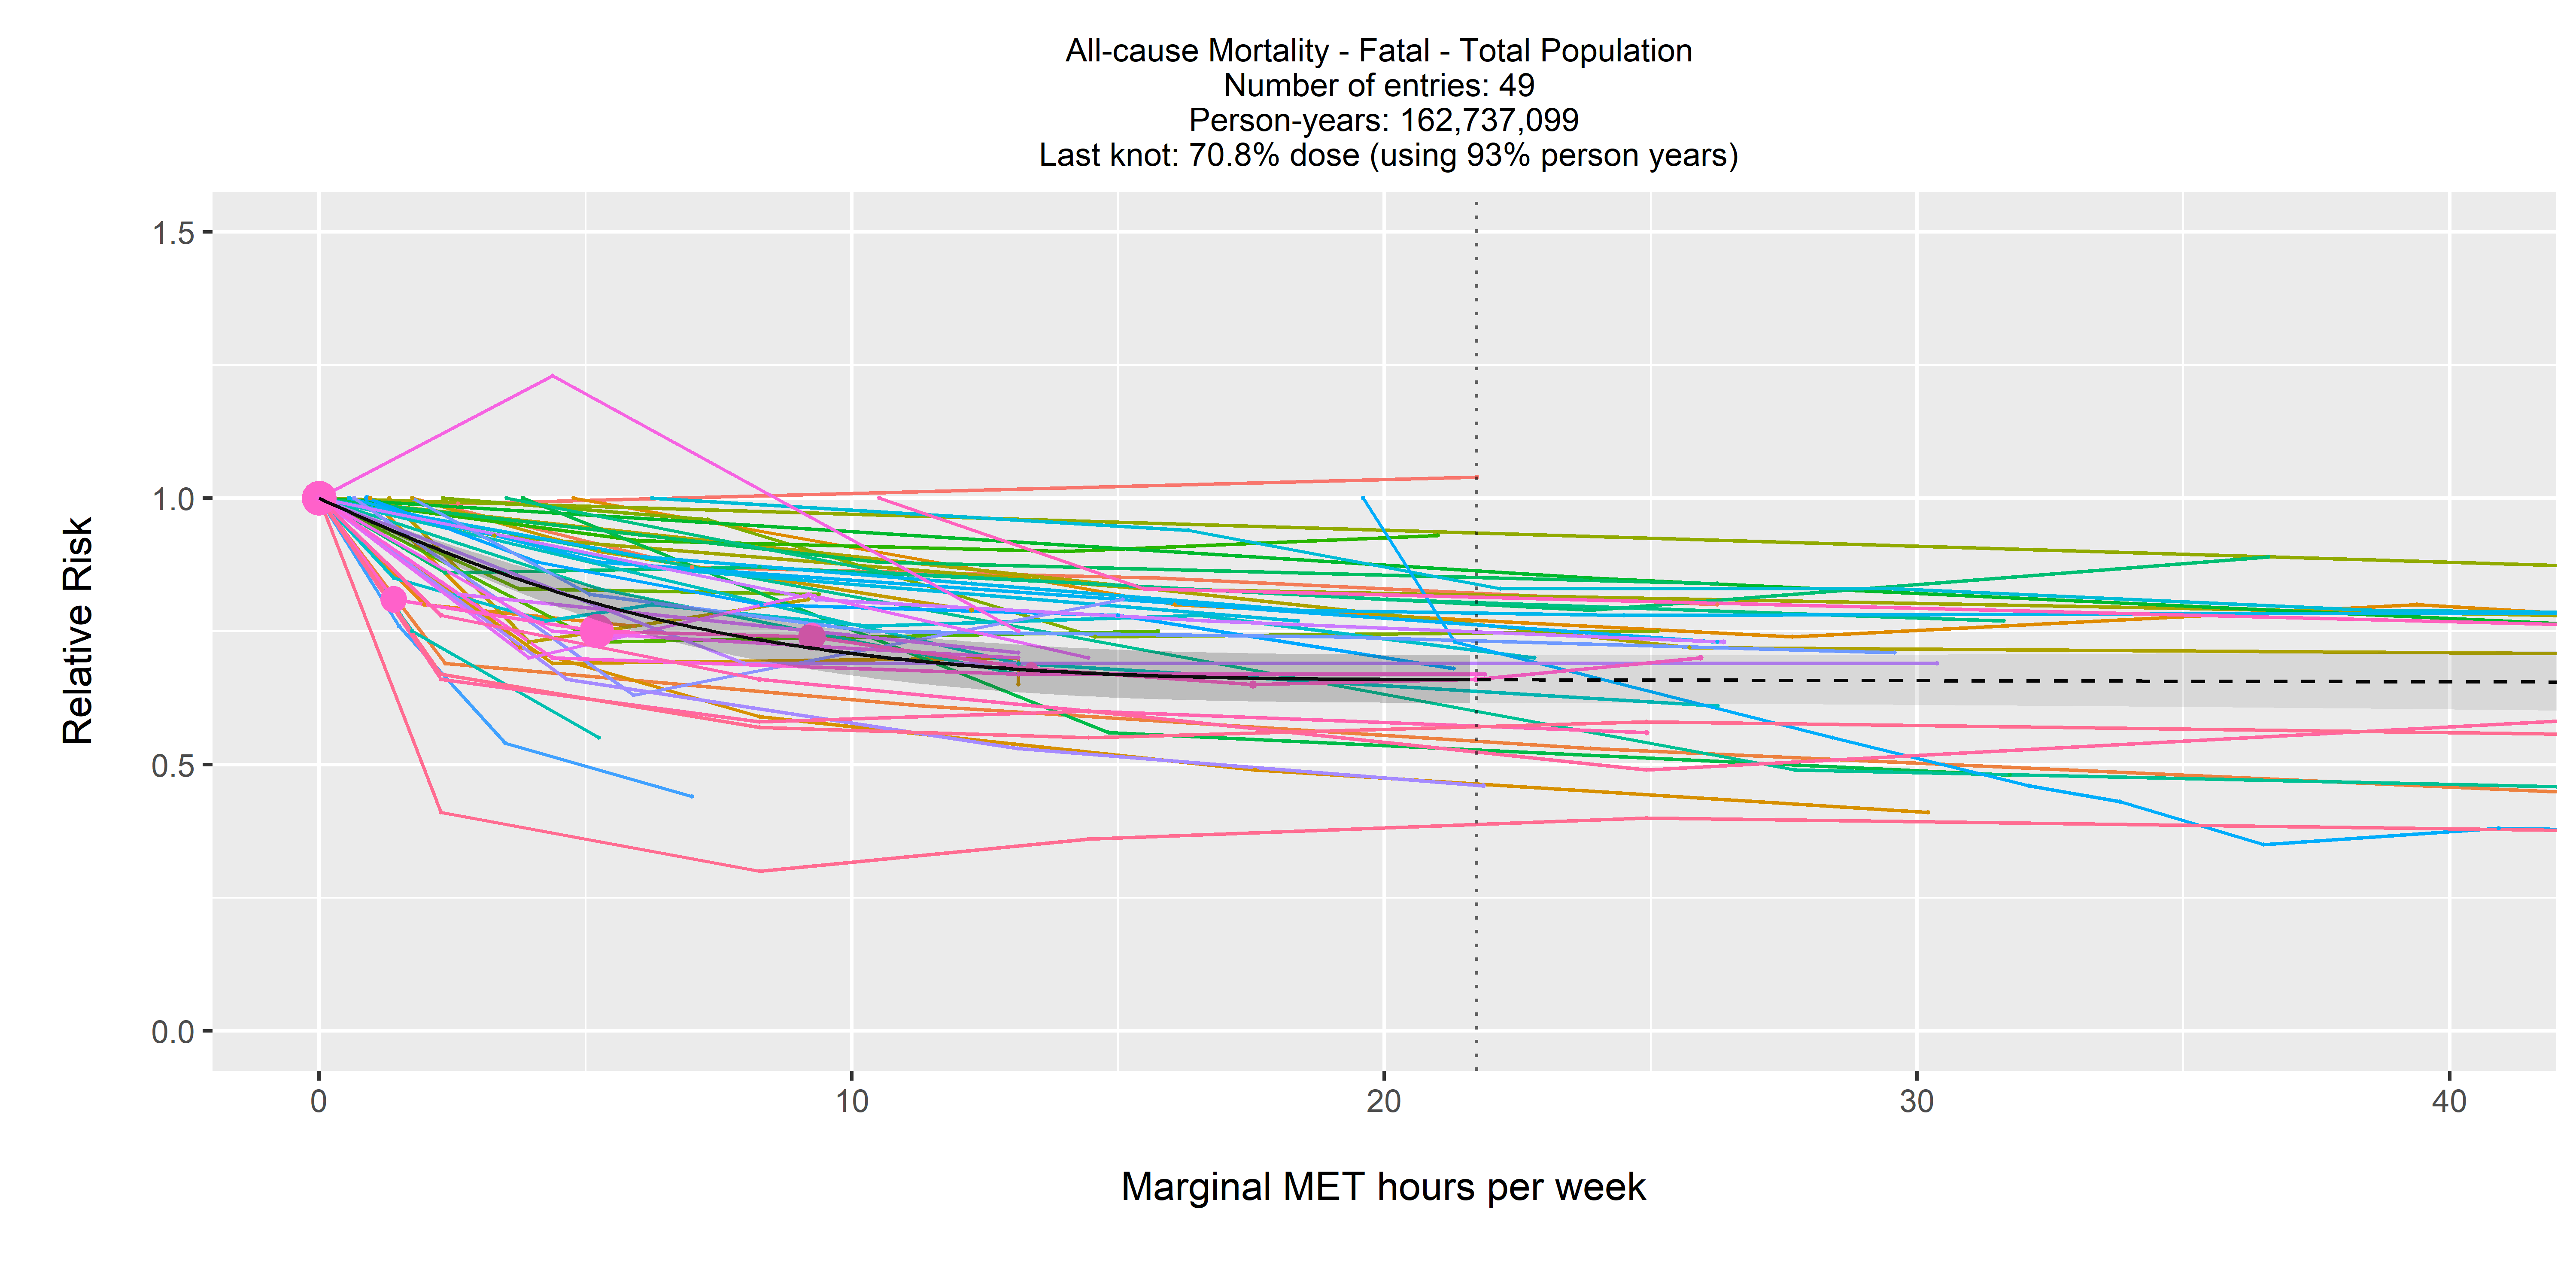 All-cause Mortality - Fatal - Total Population
Number of entries: 49
Person-years: 162,737,099
Last knot: 70.8% dose (using 93% person years)
1.5
1.0
0.5
0.0
Relative Risk
0 10 20 30 40
Marginal MET hours per week